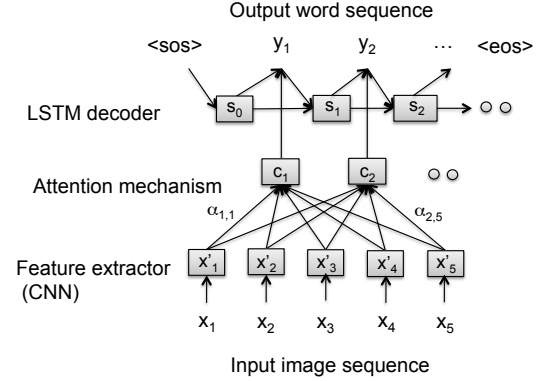 Output word sequence
<sos> y1 y2 ... <eos>
LSTM decoder s0 s1 s2
Attention mechanism c1 c2
α1,1 α2,5
Feature extractor (CNN) x'1 x'2 x'3 x'4 x'5
x1 x2 x3 x4 x5
Input image sequence